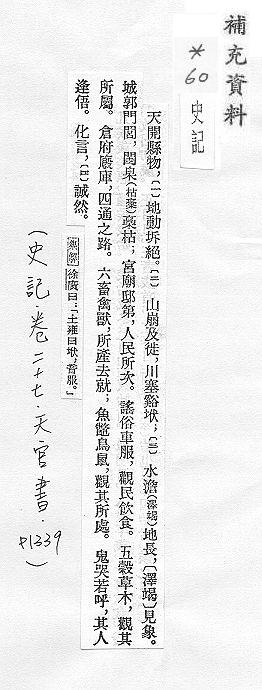 補充資料
*60
史記
天開縣物,〔一〕地動坼絕。〔二〕山崩及徙,川塞谿垘;〔三〕水澹(澤竭)地長,〔澤竭〕見象。
城郭門閭,閨臬(枯槀)槀枯;宮廟邸第,人民所次。謠俗車服,觀民飲食。五穀草木,觀其
所屬。倉府廄庫,四通之路。六畜禽獸,所產去就;魚鱉鳥鼠,觀其所處。鬼哭若呼,其人
逢俉。化言,〔四〕誠然。
集解 徐廣曰:「土雍曰垘,音服。」
(史記·卷二十七·天官書·P1339)